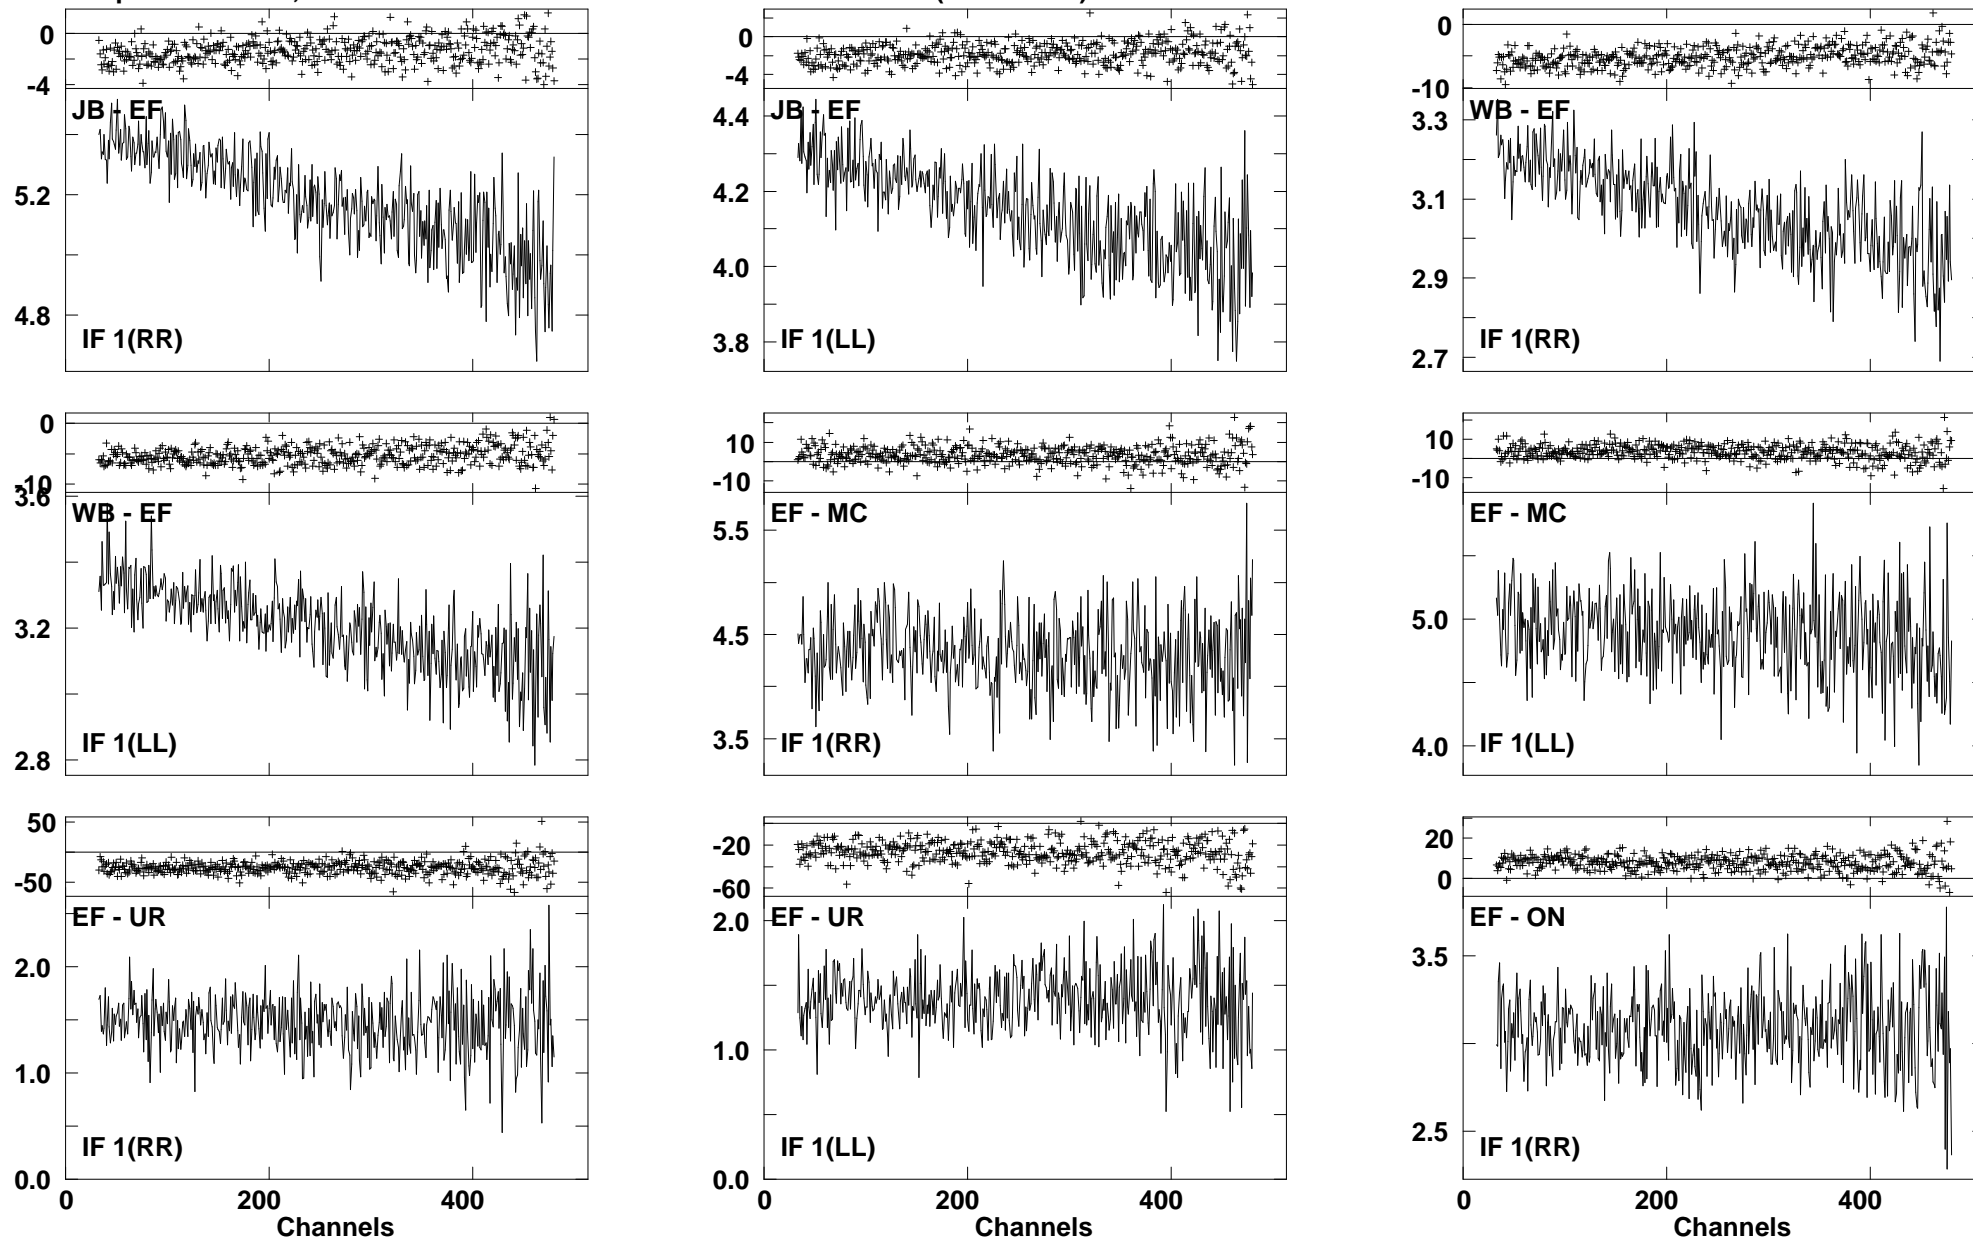 0
-4
JB - EF
5.2
4.8
IF 1(RR)
0
-4
JB - EF
4.4
4.2
4.0
3.8
IF 1(LL)
0
-10
WB - EF
3.3
3.1
2.9
2.7
IF 1(RR)
0
-10
3.6
WB - EF
3.2
2.8
IF 1(LL)
10
-10
EF - MC
5.5
4.5
3.5
IF 1(RR)
10
-10
EF - MC
5.0
4.0
IF 1(LL)
50
-50
EF - UR
2.0
1.0
0.0
IF 1(RR)
0 200 400
Channels
-20
-60
EF - UR
2.0
1.0
0.0
IF 1(LL)
0 200 400
Channels
20
0
EF - ON
3.5
2.5
IF 1(RR)
0 200 400
Channels